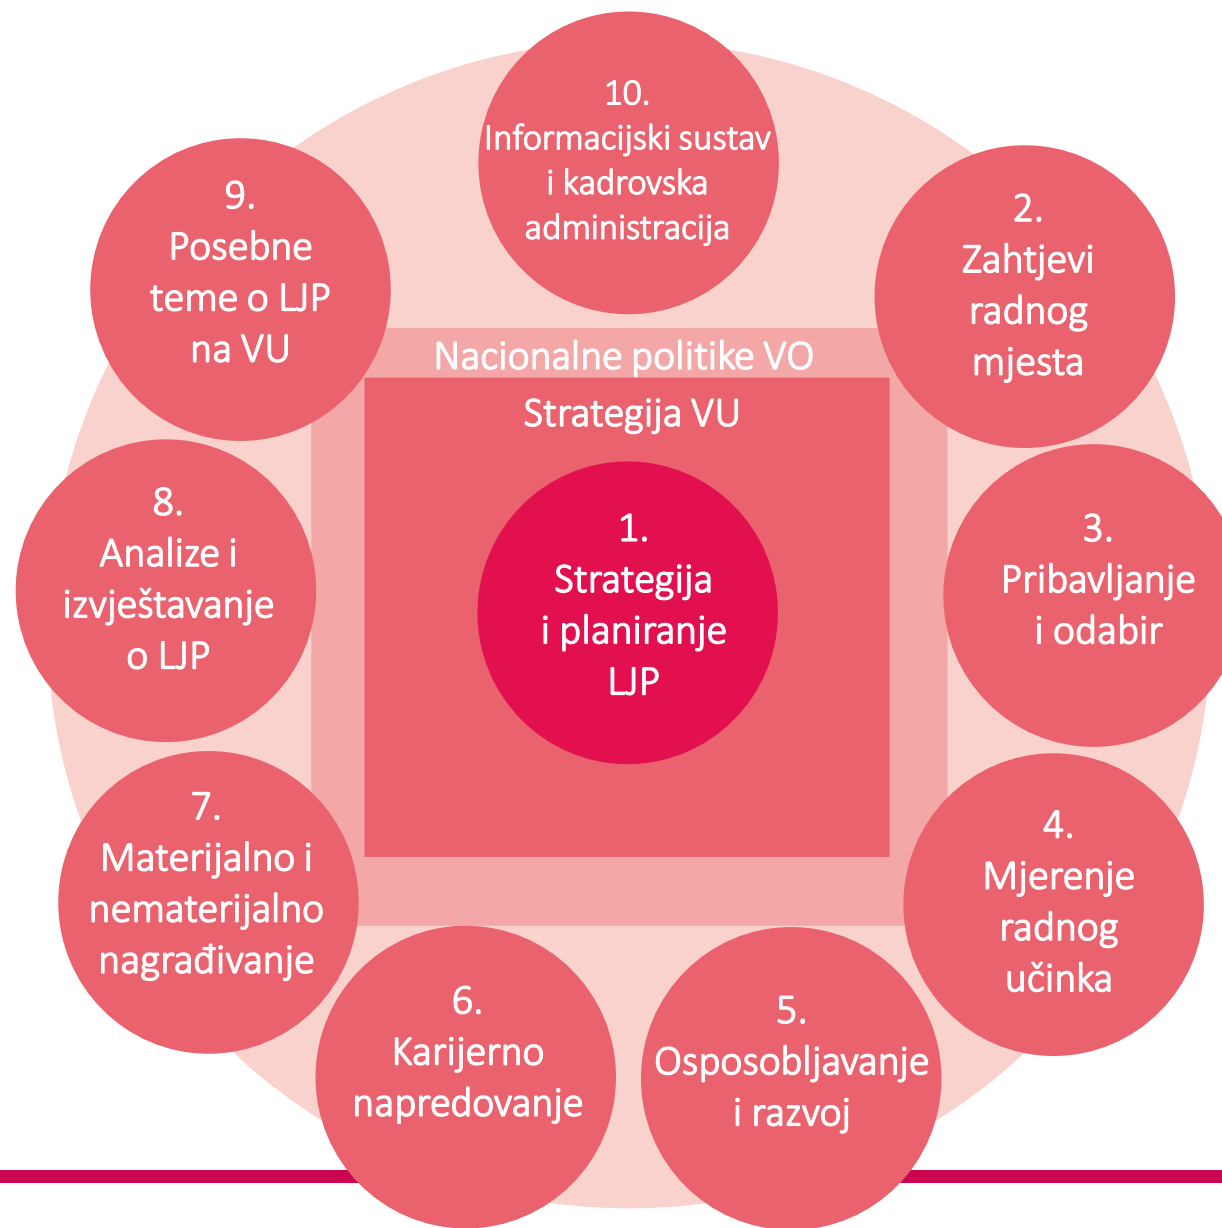 10.
Informacijski sustav
i kadrovska
administracija
9.
Posebne
teme o LJP
na VU
2.
Zahtjevi
radnog
mjesta
Nacionalne politike VO
Strategija VU
1.
Strategija
i planiranje
LJP
8.
Analize i
izvještavanje
o LJP
3.
Pribavljanje
i odabir
7.
Materijalno i
nematerijalno
nagrađivanje
4.
Mjerenje
radnog
učinka
6.
Karijerno
napredovanje
5.
Osposobljavanje
i razvoj